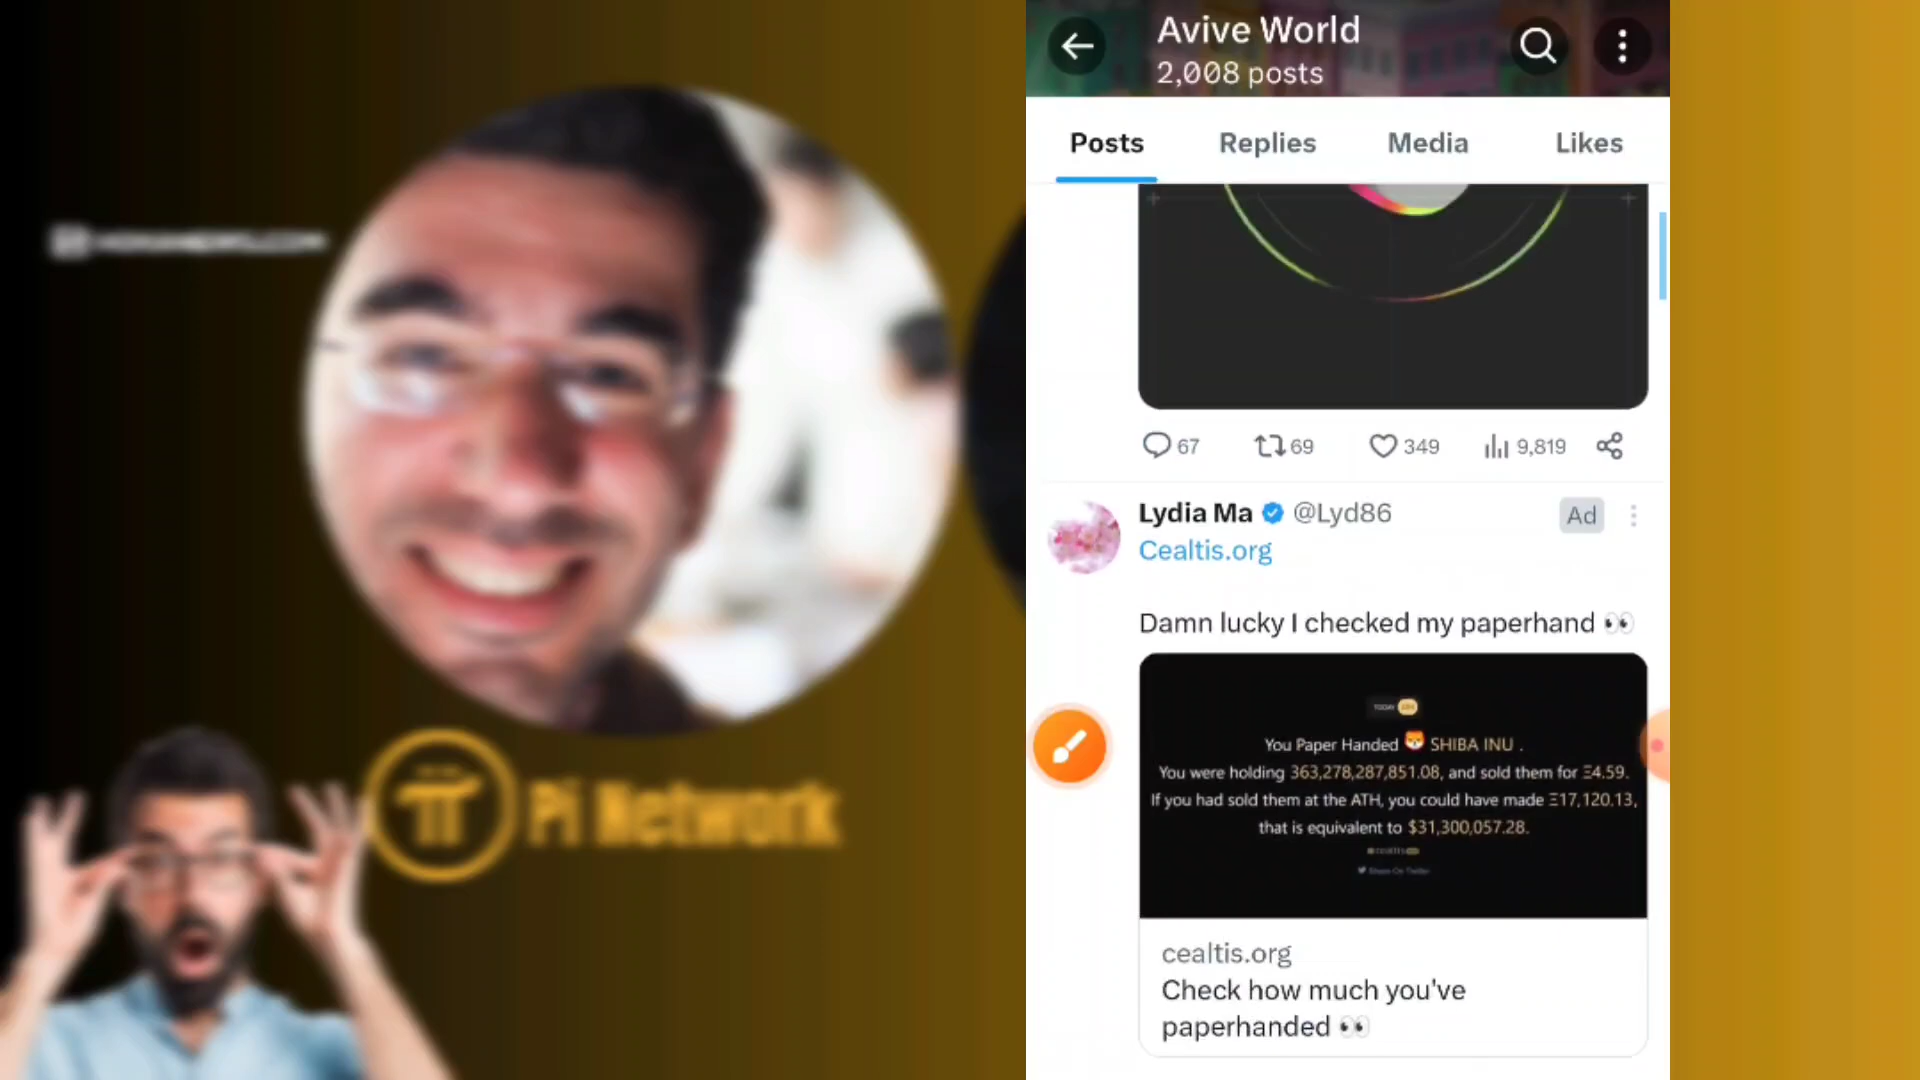 Avive World
2,008 posts
Posts Replies Media Likes
67 69 349 9,819
Lydia Ma @Lyd86 Ad
Cealtis.org
Damn lucky I checked my paperhand 👀
TODAY
You Paper Handed SHIBA INU .
You were holding 363,278,287,851.08, and sold them for Ξ4.59.
If you had sold them at the ATH, you could have made Ξ17,120.13,
that is equivalent to $31,300,057.28.
Share On Twitter
cealtis.org
Check how much you've
paperhanded 👀
Pi Network